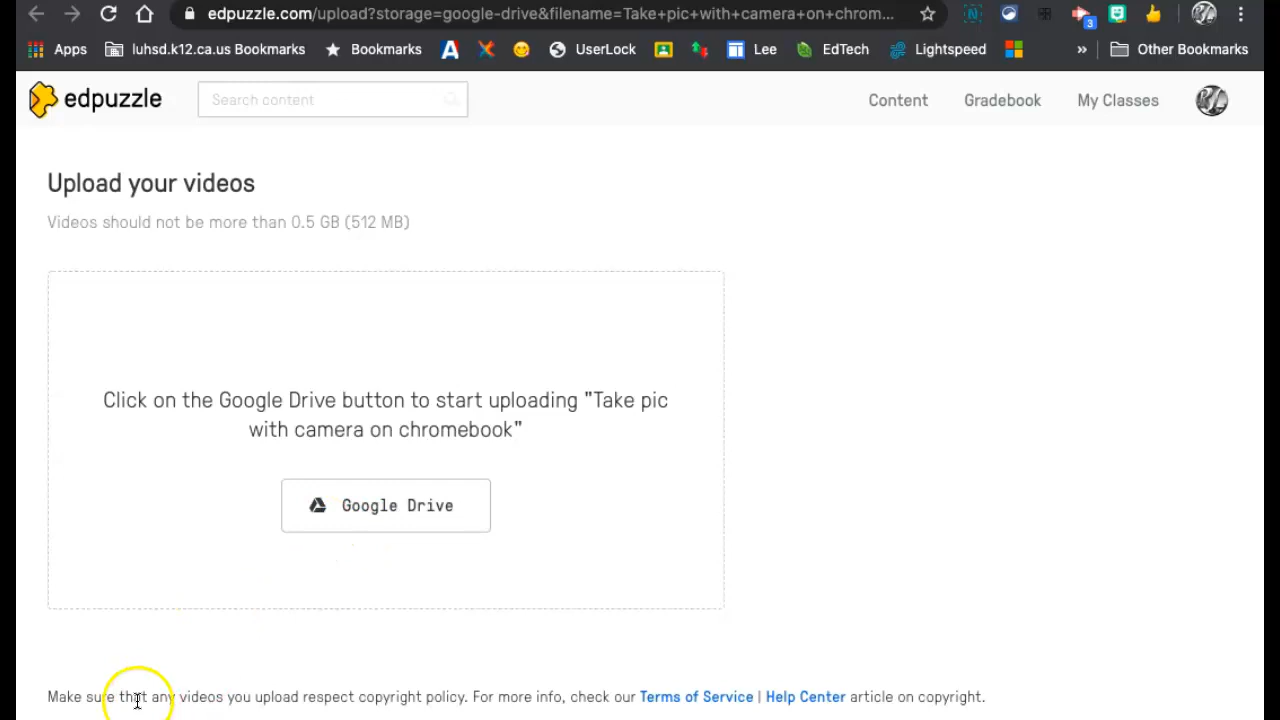 edpuzzle.com/upload?storage=google-drive&filename=Take+pic+with+camera+on+chrom...
3
Apps luhsd.k12.ca.us Bookmarks Bookmarks UserLock Lee EdTech Lightspeed » Other Bookmarks
edpuzzle Search content Content Gradebook My Classes
Upload your videos
Videos should not be more than 0.5 GB (512 MB)
Click on the Google Drive button to start uploading "Take pic
with camera on chromebook"
Google Drive
Make sure that any videos you upload respect copyright policy. For more info, check our Terms of Service | Help Center article on copyright.